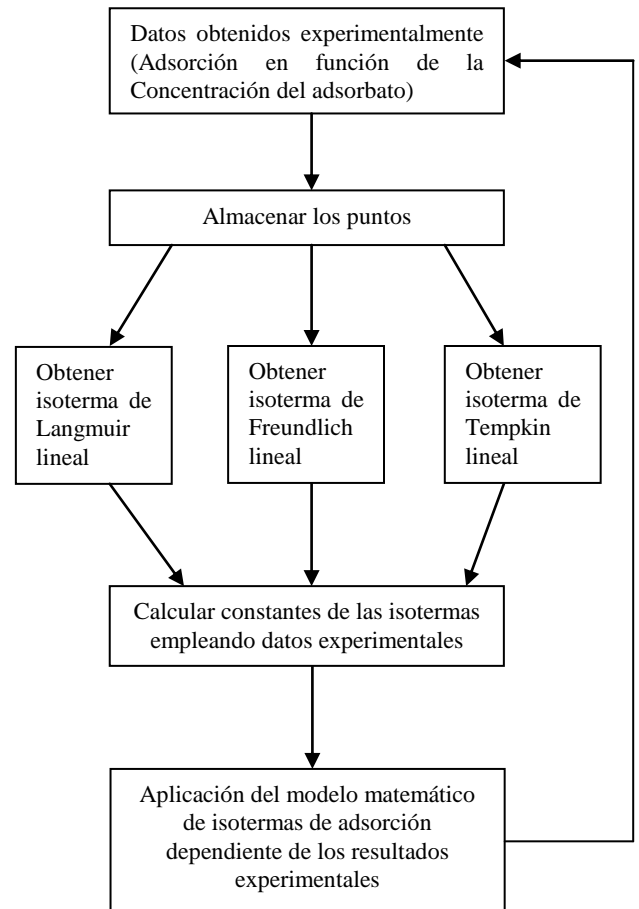 Datos obtenidos experimentalmente
(Adsorción en función de la
Concentración del adsorbato)
Almacenar los puntos
Obtener
isoterma de
Langmuir
lineal
Obtener
isoterma de
Freundlich
lineal
Obtener
isoterma de
Tempkin
lineal
Calcular constantes de las isotermas
empleando datos experimentales
Aplicación del modelo matemático
de isotermas de adsorción
dependiente de los resultados
experimentales